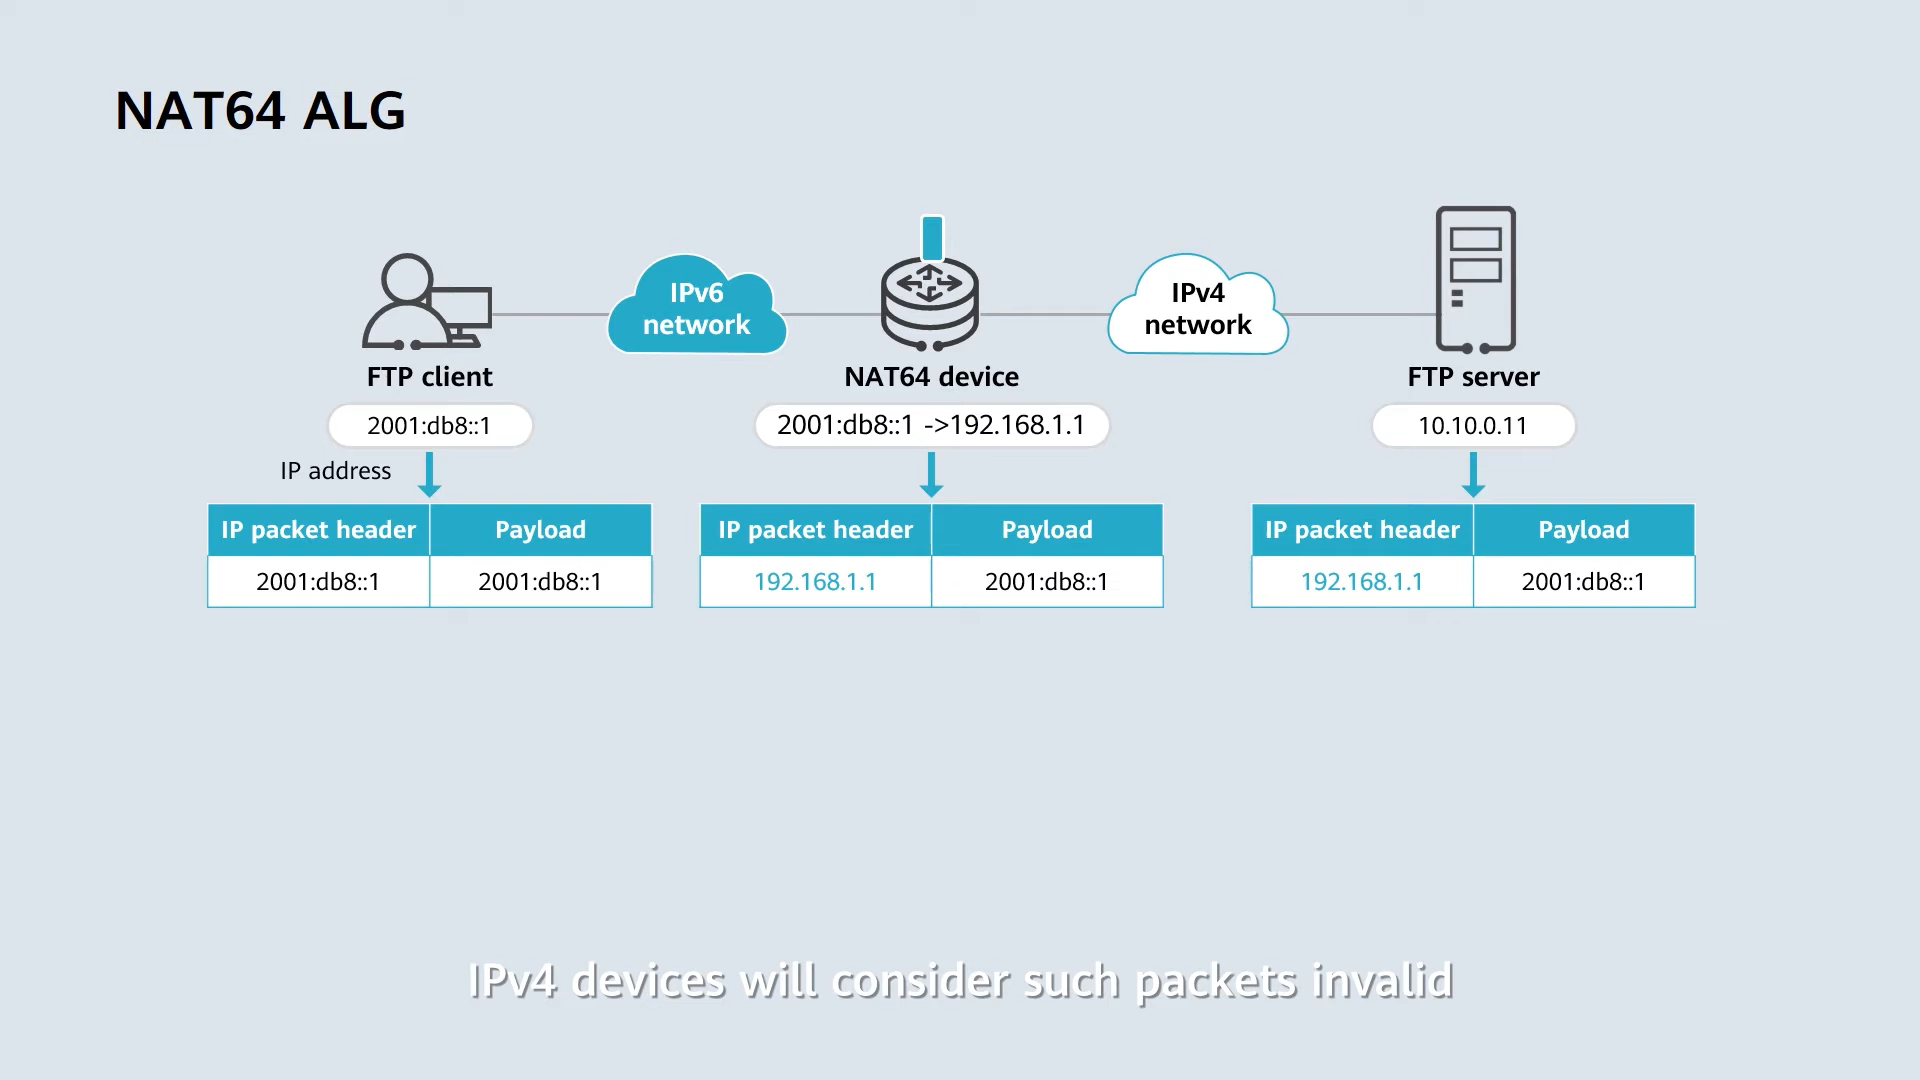 NAT64 ALG
IPv6
network
IPv4
network
FTP client
NAT64 device
FTP server
2001:db8::1
2001:db8::1 ->192.168.1.1
10.10.0.11
IP address
IP packet header Payload
2001:db8::1 2001:db8::1
IP packet header Payload
192.168.1.1 2001:db8::1
IP packet header Payload
192.168.1.1 2001:db8::1
IPv4 devices will consider such packets invalid